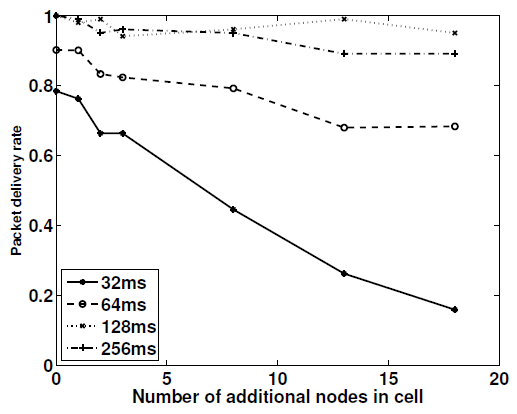 1
0.8
0.6
0.4
0.2
0
Packet delivery rate
32ms
64ms
128ms
256ms
0 5 10 15 20
Number of additional nodes in cell